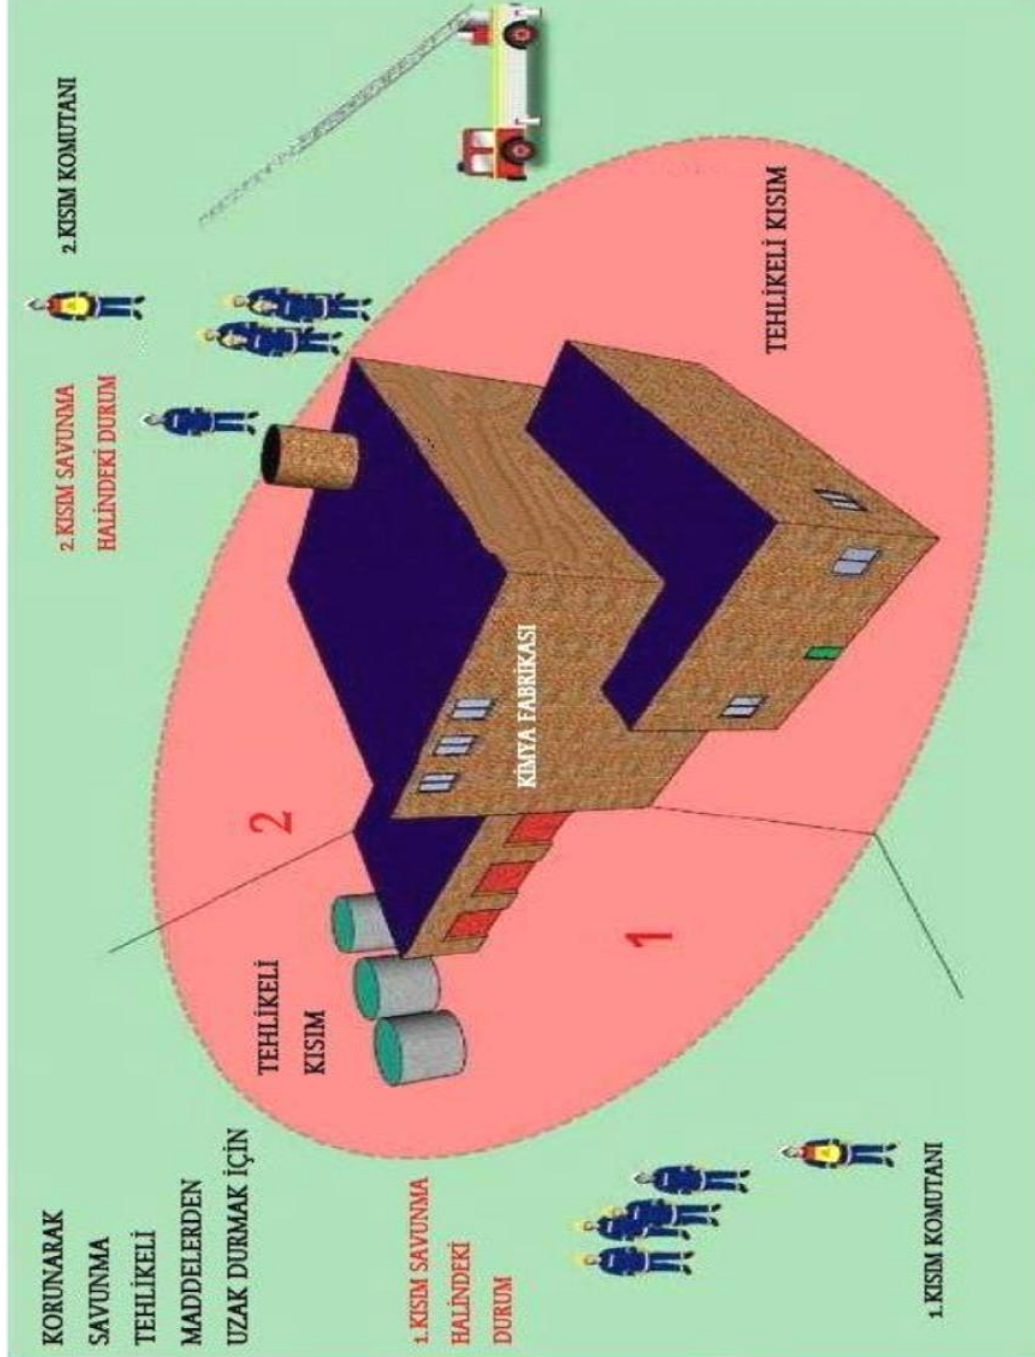 KORUNARAK
SAVUNMA
TEHLİKELİ
MADDELERDEN
UZAK DURMAK İÇİN
2.KISIM SAVUNMA
HALİNDEKİ DURUM
2.KISIM KOMUTANI
2
TEHLİKELİ
KISIM
1.KISIM SAVUNMA
HALİNDEKİ
DURUM
KİMYA FABRİKASI
1
TEHLİKELİ KISIM
1.KISIM KOMUTANI